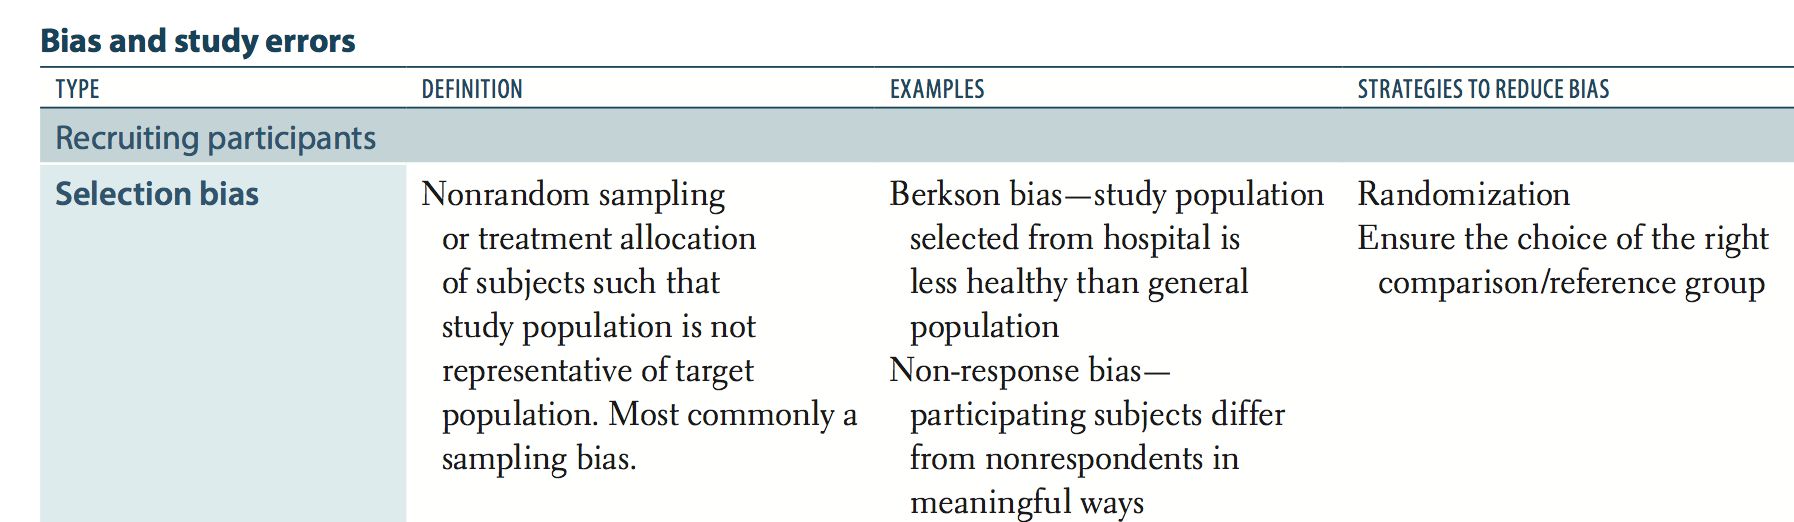 Bias and study errors
TYPE DEFINITION EXAMPLES STRATEGIES TO REDUCE BIAS
Recruiting participants
Selection bias
Nonrandom sampling
or treatment allocation
of subjects such that
study population is not
representative of target
population. Most commonly a
sampling bias.
Berkson bias—study population
selected from hospital is
less healthy than general
population
Non-response bias—
participating subjects differ
from nonrespondents in
meaningful ways
Randomization
Ensure the choice of the right
comparison/reference group